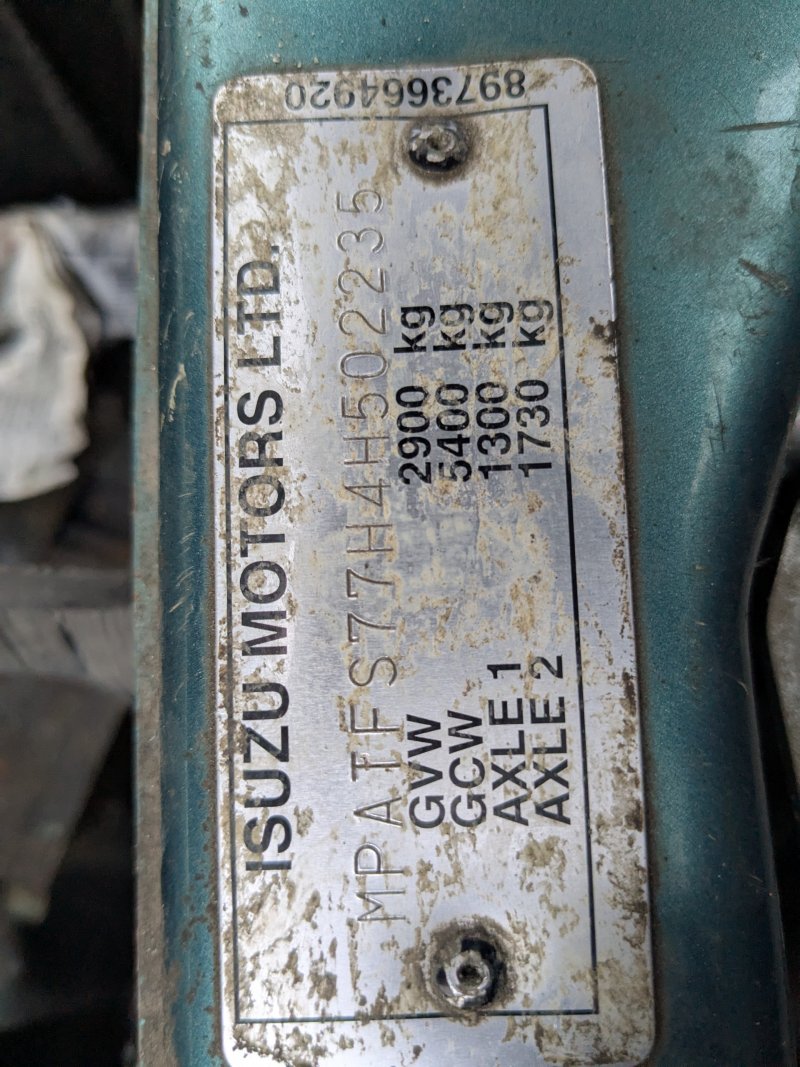 ISUZU MOTORS LTD.
MPATFS77H4H502235
GVW 2900 kg
GCW 5400 kg
AXLE 1 1300 kg
AXLE 2 1730 kg
8973664920